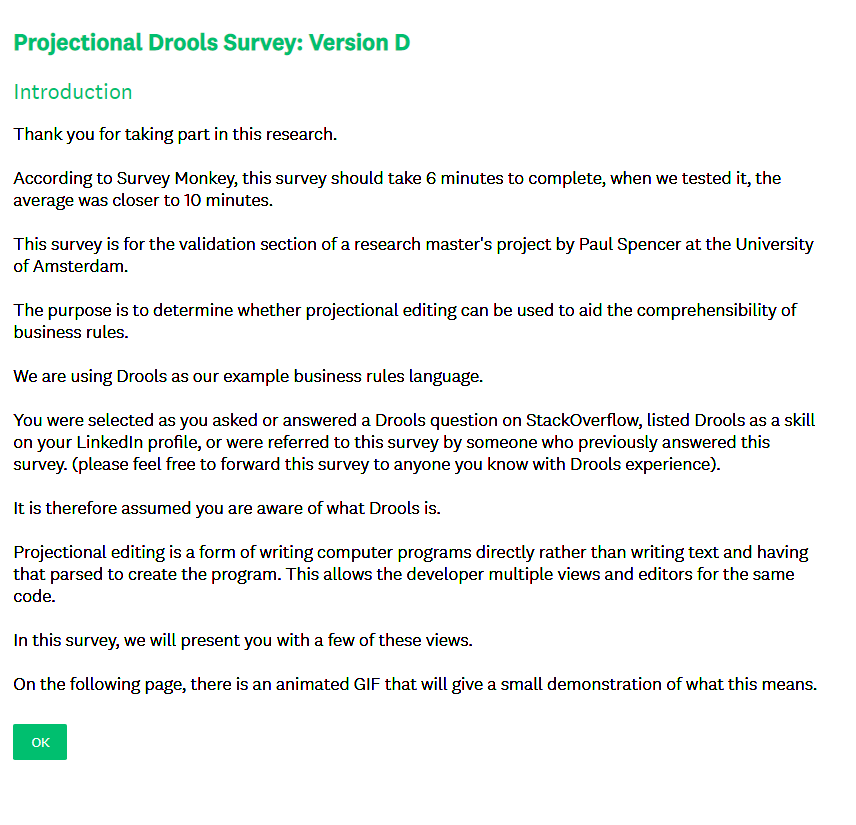 Projectional Drools Survey: Version D
Introduction
Thank you for taking part in this research.
According to Survey Monkey, this survey should take 6 minutes to complete, when we tested it, the
average was closer to 10 minutes.
This survey is for the validation section of a research master's project by Paul Spencer at the University
of Amsterdam.
The purpose is to determine whether projectional editing can be used to aid the comprehensibility of
business rules.
We are using Drools as our example business rules language.
You were selected as you asked or answered a Drools question on StackOverflow, listed Drools as a skill
on your LinkedIn profile, or were referred to this survey by someone who previously answered this
survey. (please feel free to forward this survey to anyone you know with Drools experience).
It is therefore assumed you are aware of what Drools is.
Projectional editing is a form of writing computer programs directly rather than writing text and having
that parsed to create the program. This allows the developer multiple views and editors for the same
code.
In this survey, we will present you with a few of these views.
On the following page, there is an animated GIF that will give a small demonstration of what this means.
OK